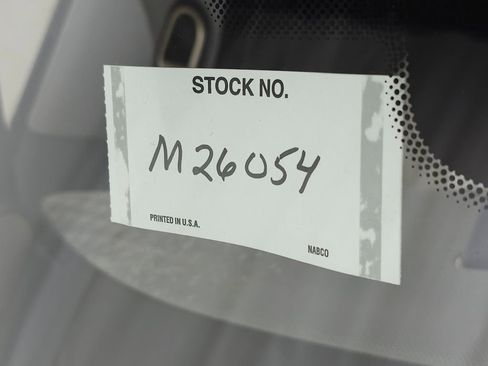 STOCK NO.
M26054
PRINTED IN U.S.A.
NABCO